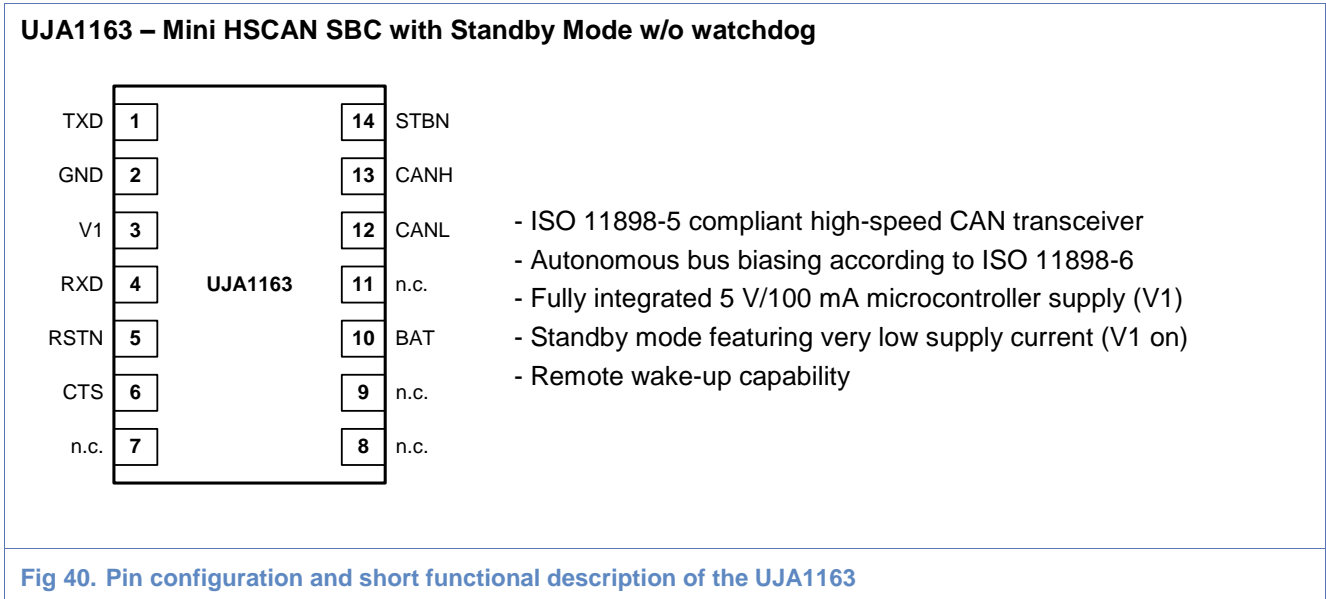 UJA1163 – Mini HSCAN SBC with Standby Mode w/o watchdog
TXD 1 14 STBN
GND 2 13 CANH
V1 3 12 CANL
RXD 4 UJA1163 11 n.c.
RSTN 5 10 BAT
CTS 6 9 n.c.
n.c. 7 8 n.c.
- ISO 11898-5 compliant high-speed CAN transceiver
- Autonomous bus biasing according to ISO 11898-6
- Fully integrated 5 V/100 mA microcontroller supply (V1)
- Standby mode featuring very low supply current (V1 on)
- Remote wake-up capability
Fig 40. Pin configuration and short functional description of the UJA1163